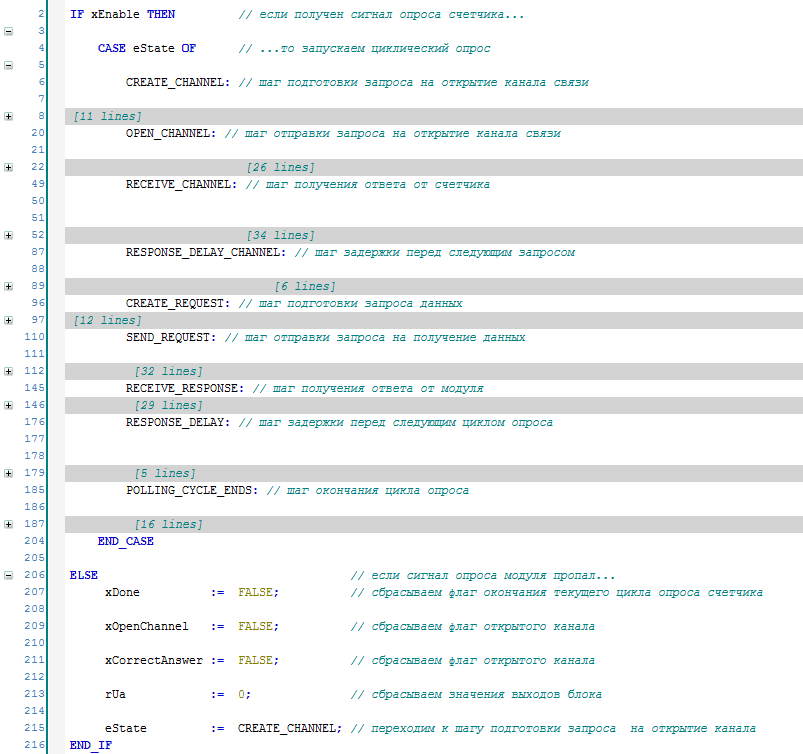 2 IF xEnable THEN // если получен сигнал опроса счетчика...
3
4 CASE eState OF // ...то запускаем циклический опрос
5
6 CREATE_CHANNEL: // шаг подготовки запроса на открытие канала связи
7
8 [11 lines]
20 OPEN_CHANNEL: // шаг отправки запроса на открытие канала связи
21
22 [26 lines]
49 RECEIVE_CHANNEL: // шаг получения ответа от счетчика
50
51
52 [34 lines]
87 RESPONSE_DELAY_CHANNEL: // шаг задержки перед следующим запросом
88
89 [6 lines]
96 CREATE_REQUEST: // шаг подготовки запроса данных
97 [12 lines]
110 SEND_REQUEST: // шаг отправки запроса на получение данных
111
112 [32 lines]
145 RECEIVE_RESPONSE: // шаг получения ответа от модуля
146 [29 lines]
176 RESPONSE_DELAY: // шаг задержки перед следующим циклом опроса
177
178
179 [5 lines]
185 POLLING_CYCLE_ENDS: // шаг окончания цикла опроса
186
187 [16 lines]
204 END_CASE
205
206 ELSE // если сигнал опроса модуля пропал...
207 xDone := FALSE; // сбрасываем флаг окончания текущего цикла опроса счетчика
208
209 xOpenChannel := FALSE; // сбрасываем флаг открытого канала
210
211 xCorrectAnswer := FALSE; // сбрасываем флаг открытого канала
212
213 rUa := 0; // сбрасываем значения выходов блока
214
215 eState := CREATE_CHANNEL; // переходим к шагу подготовки запроса на открытие канала
216 END_IF